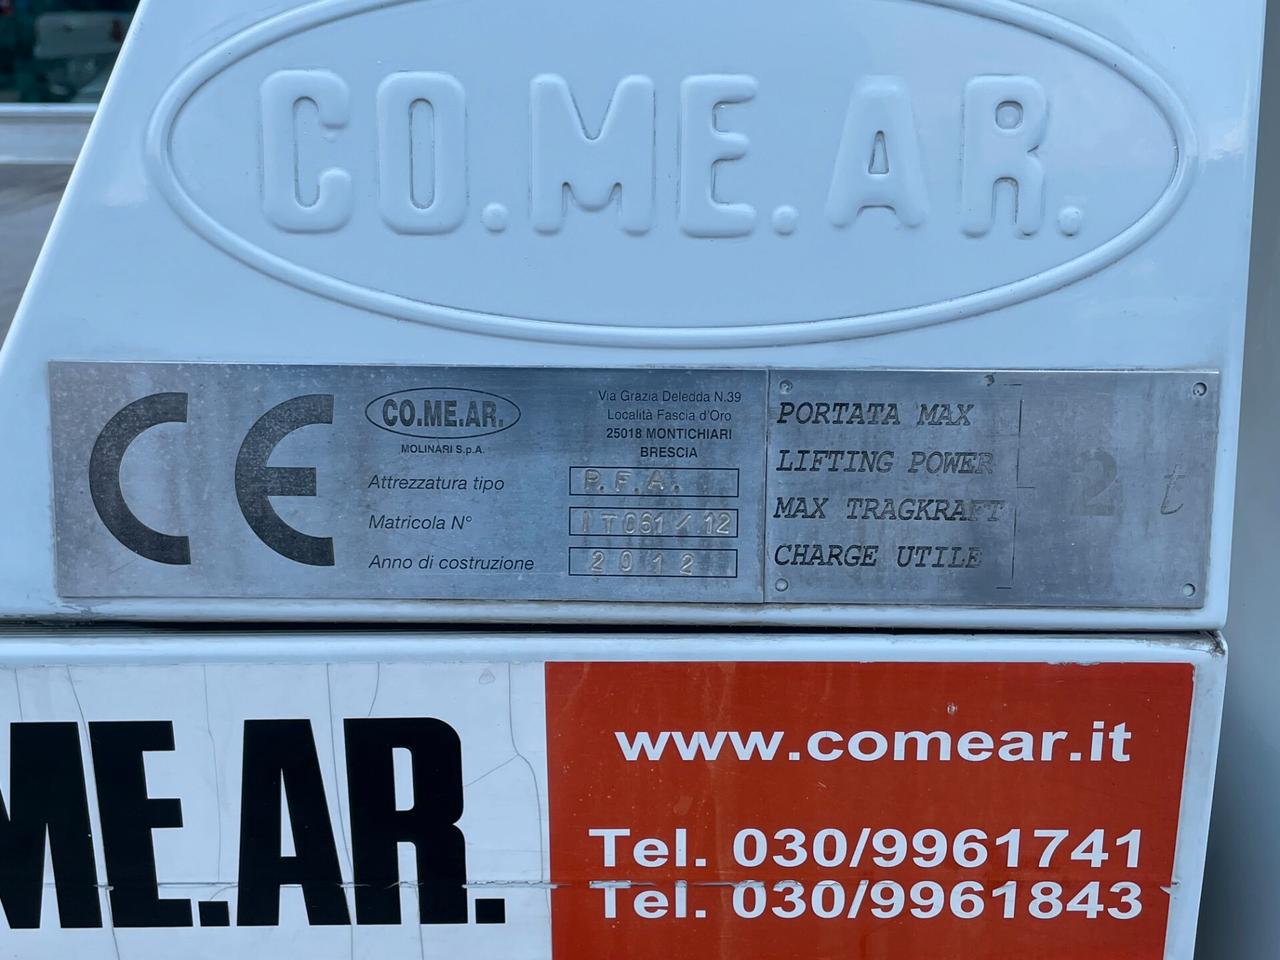 CO.ME.AR.
CE
CO.ME.AR.
MOLINARI S.p.A.
Via Grazia Deledda N.39
Località Fascia d'Oro
25018 MONTICHIARI
BRESCIA
Attrezzatura tipo P.F.A.
Matricola N° IT061/12
Anno di costruzione 2012
PORTATA MAX
LIFTING POWER
MAX TRAGKRAFT
CHARGE UTILE
2 t
ME.AR.
www.comear.it
Tel. 030/9961741
Tel. 030/9961843